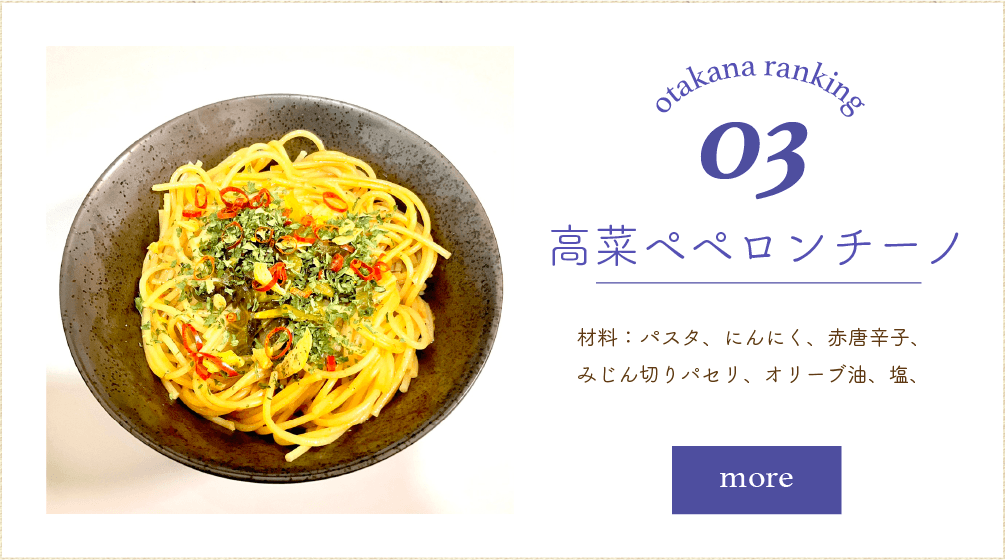 otakana ranking
03
高菜ペペロンチーノ
材料：パスタ、にんにく、赤唐辛子、
みじん切りパセリ、オリーブ油、塩、
more